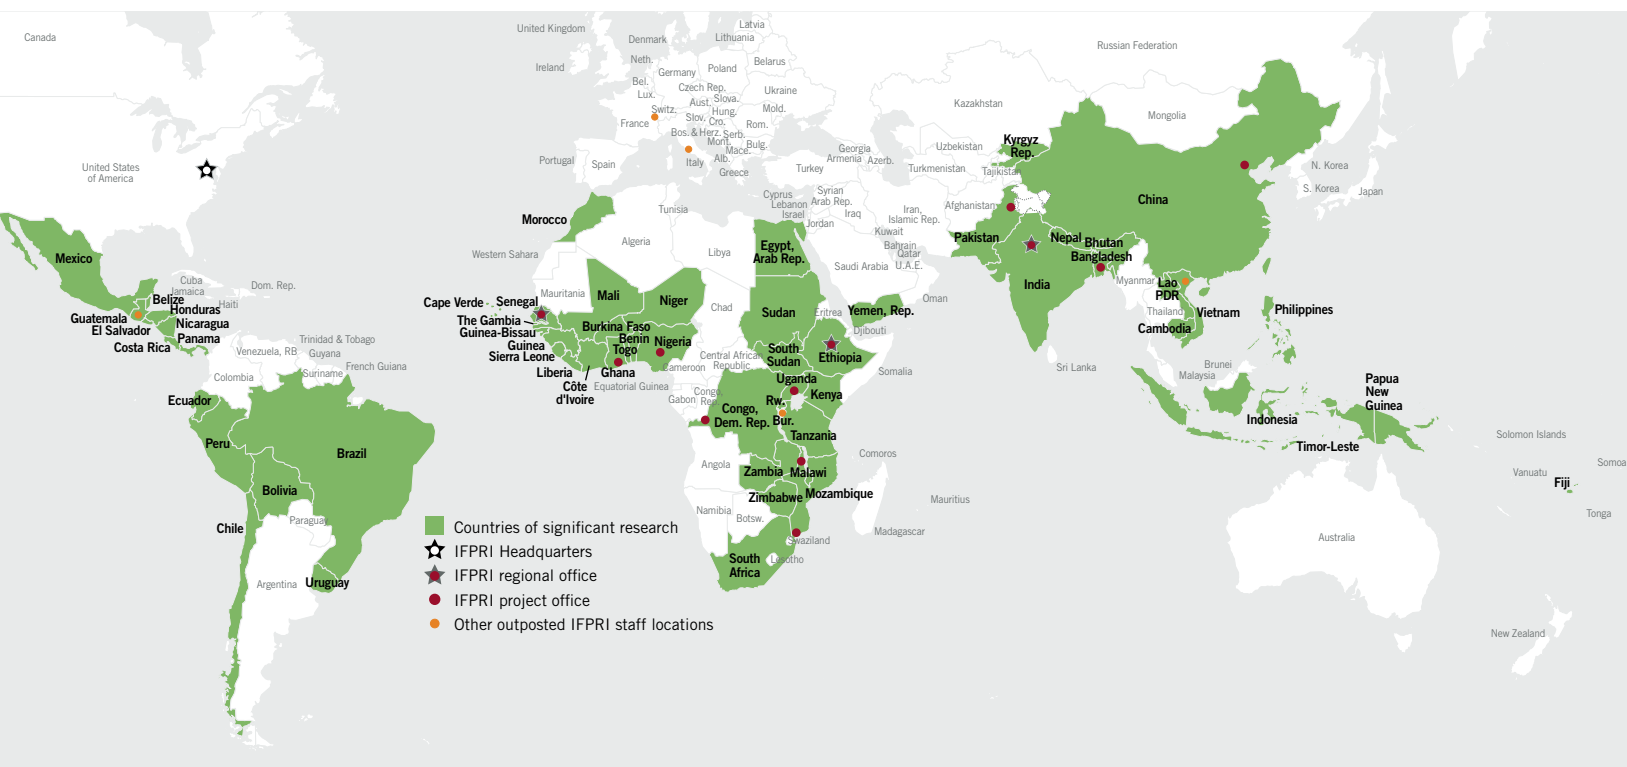 Canada
United States
of America
Mexico
Cuba
Jamaica
Haiti
Dom. Rep.
Belize
Honduras
Guatemala
Nicaragua
El Salvador
Panama
Costa Rica
Trinidad & Tobago
Venezuela, RB
Guyana
French Guiana
Suriname
Colombia
Ecuador
Peru
Brazil
Bolivia
Paraguay
Chile
Argentina
Uruguay
United Kingdom
Ireland
Denmark
Latvia
Lithuania
Neth.
Belarus
Poland
Germany
Bel.
Lux.
Czech Rep.
Ukraine
Aust.
Slova.
Switz.
Hung.
Mold.
France
Slov.
Cro.
Rom.
Bos. & Herz.
Serb.
Mont.
Bulg.
Mace.
Portugal
Spain
Italy
Alb.
Greece
Turkey
Georgia
Armenia
Azerb.
Russian Federation
Kazakhstan
Mongolia
Uzbekistan
Kyrgyz
Rep.
Turkmenistan
Tajikistan
N. Korea
S. Korea
Japan
China
Cyprus
Lebanon
Israel
Syrian
Arab Rep.
Iraq
Jordan
Iran,
Islamic Rep.
Afghanistan
Kuwait
Bahrain
Qatar
U.A.E.
Saudi Arabia
Oman
Yemen, Rep.
Pakistan
Nepal
Bhutan
Bangladesh
India
Myanmar
Lao
PDR
Thailand
Vietnam
Cambodia
Philippines
Sri Lanka
Brunei
Malaysia
Indonesia
Papua
New
Guinea
Timor-Leste
Solomon Islands
Vanuatu
Samoa
Fiji
Tonga
Australia
New Zealand
Morocco
Tunisia
Algeria
Libya
Egypt,
Arab Rep.
Western Sahara
Mauritania
Mali
Niger
Chad
Sudan
Eritrea
Djibouti
Cape Verde
Senegal
The Gambia
Guinea-Bissau
Guinea
Sierra Leone
Liberia
Côte
d'Ivoire
Burkina Faso
Benin
Togo
Ghana
Nigeria
Cameroon
Equatorial Guinea
Central African
Republic
South
Sudan
Ethiopia
Somalia
Gabon
Congo,
Rep.
Congo,
Dem. Rep.
Uganda
Kenya
Rw.
Bur.
Tanzania
Angola
Zambia
Malawi
Comoros
Mozambique
Zimbabwe
Namibia
Botsw.
Mauritius
Madagascar
Swaziland
Lesotho
South
Africa
Countries of significant research
IFPRI Headquarters
IFPRI regional office
IFPRI project office
Other outposted IFPRI staff locations